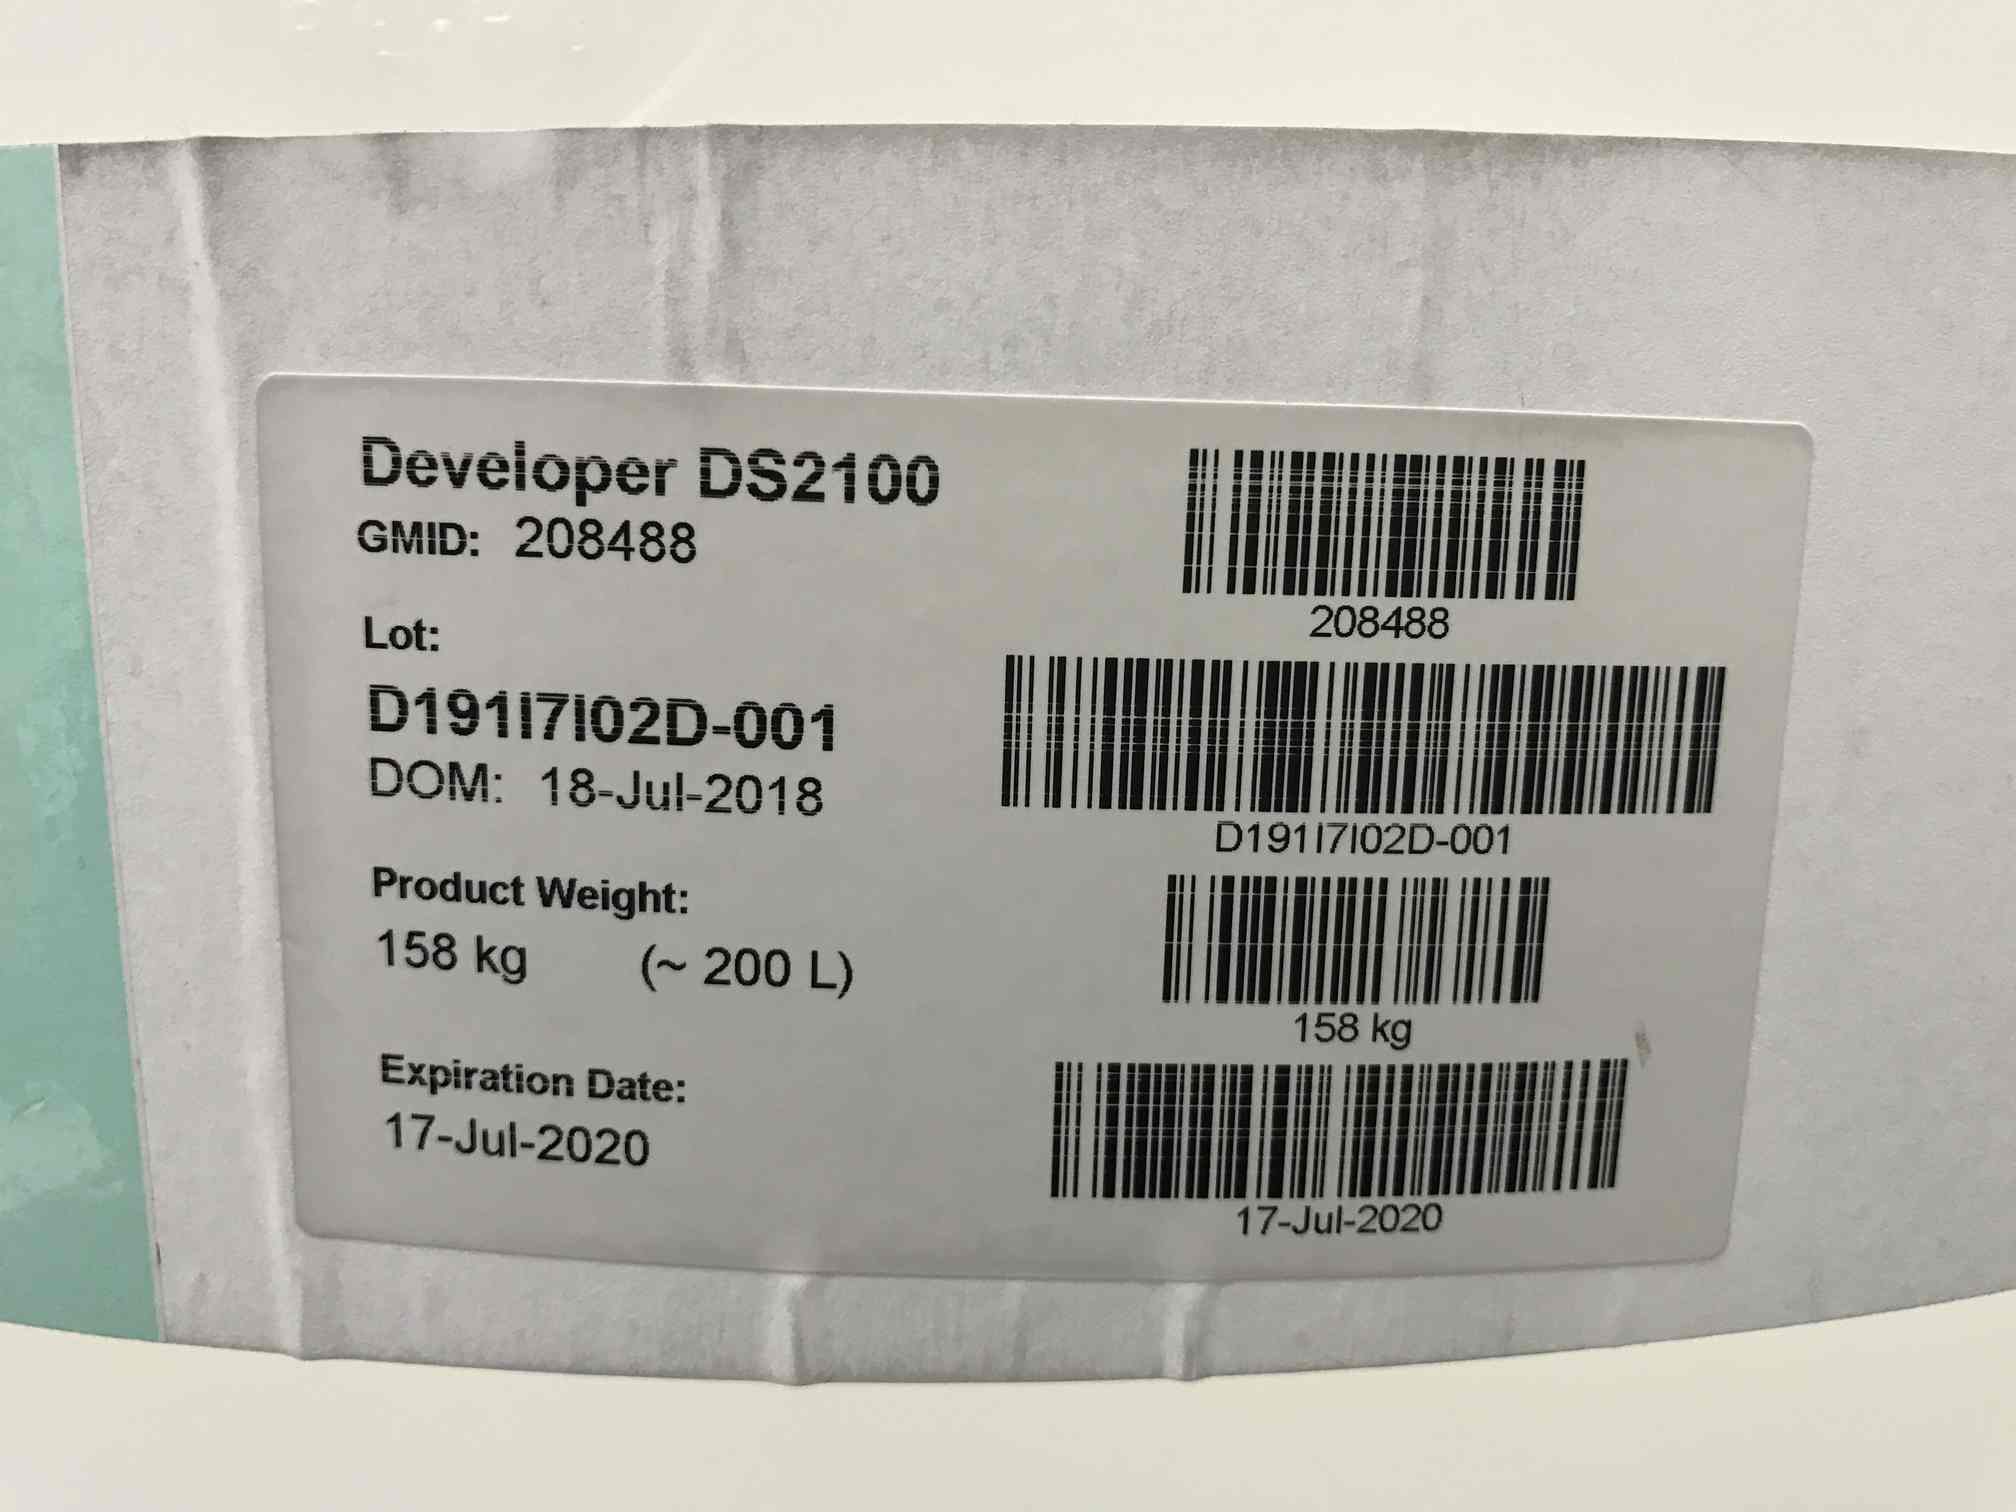 Developer DS2100
GMID: 208488
Lot:
D191I7I02D-001
DOM: 18-Jul-2018
Product Weight:
158 kg (~ 200 L)
Expiration Date:
17-Jul-2020
208488
D191I7I02D-001
158 kg
17-Jul-2020